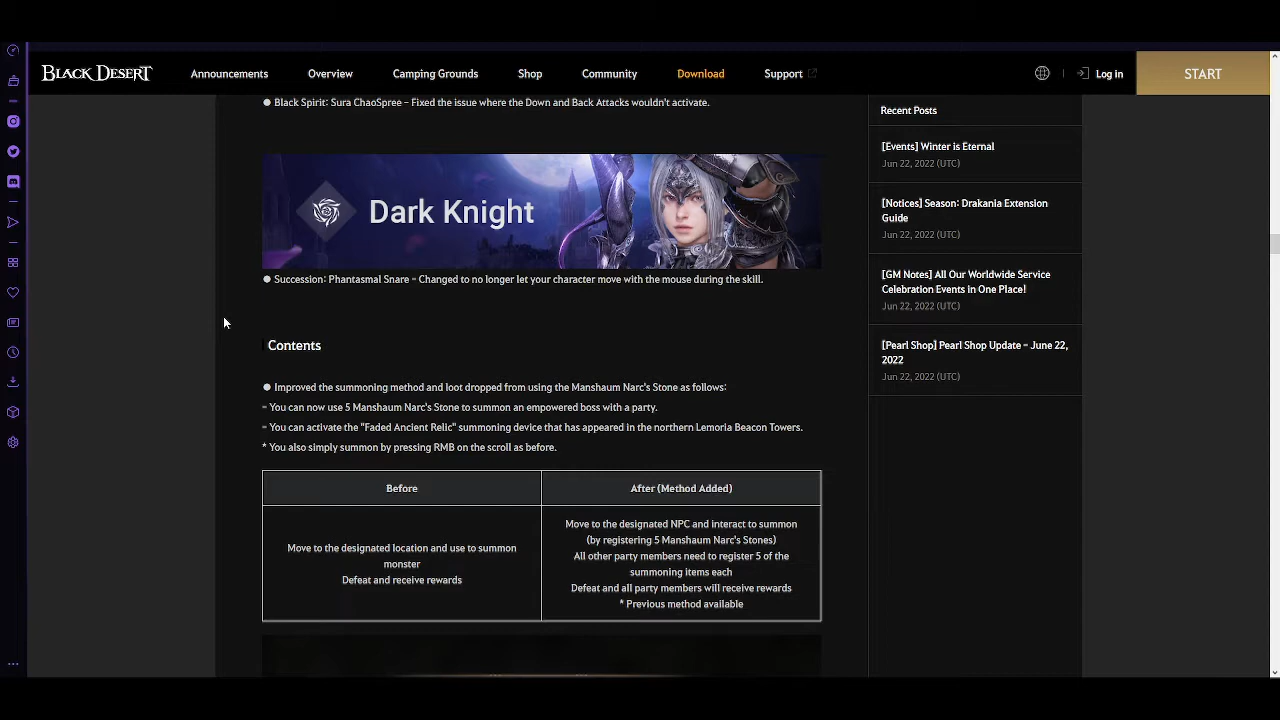 BLACK DESERT
Announcements
Overview
Camping Grounds
Shop
Community
Download
Support
Log in
START
● Black Spirit: Sura ChaoSpree - Fixed the issue where the Down and Back Attacks wouldn't activate.
Dark Knight
● Succession: Phantasmal Snare - Changed to no longer let your character move with the mouse during the skill.
Contents
● Improved the summoning method and loot dropped from using the Manshaum Narc's Stone as follows:
- You can now use 5 Manshaum Narc's Stone to summon an empowered boss with a party.
- You can activate the "Faded Ancient Relic" summoning device that has appeared in the northern Lemoria Beacon Towers.
* You also simply summon by pressing RMB on the scroll as before.
Before
After (Method Added)
Move to the designated location and use to summon
monster
Defeat and receive rewards
Move to the designated NPC and interact to summon
(by registering 5 Manshaum Narc's Stones)
All other party members need to register 5 of the
summoning items each
Defeat and all party members will receive rewards
* Previous method available
Recent Posts
[Events] Winter is Eternal
Jun 22, 2022 (UTC)
[Notices] Season: Drakania Extension
Guide
Jun 22, 2022 (UTC)
[GM Notes] All Our Worldwide Service
Celebration Events in One Place!
Jun 22, 2022 (UTC)
[Pearl Shop] Pearl Shop Update - June 22,
2022
Jun 22, 2022 (UTC)